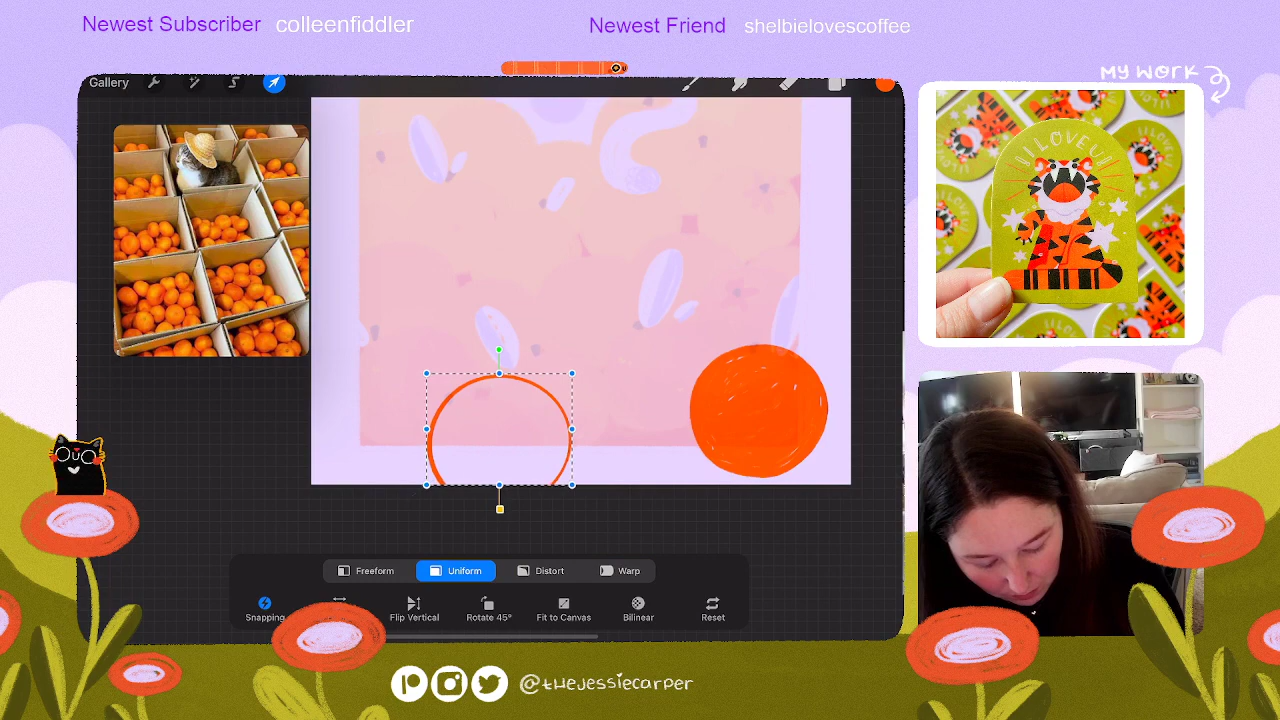 Newest Subscriber colleenfiddler
Newest Friend shelbielovescoffee
MY WORK
Gallery
I LOVE U
Freeform
Uniform
Distort
Warp
Snapping
Flip Vertical
Rotate 45°
Fit to Canvas
Bilinear
Reset
@THEJESSIECARPER